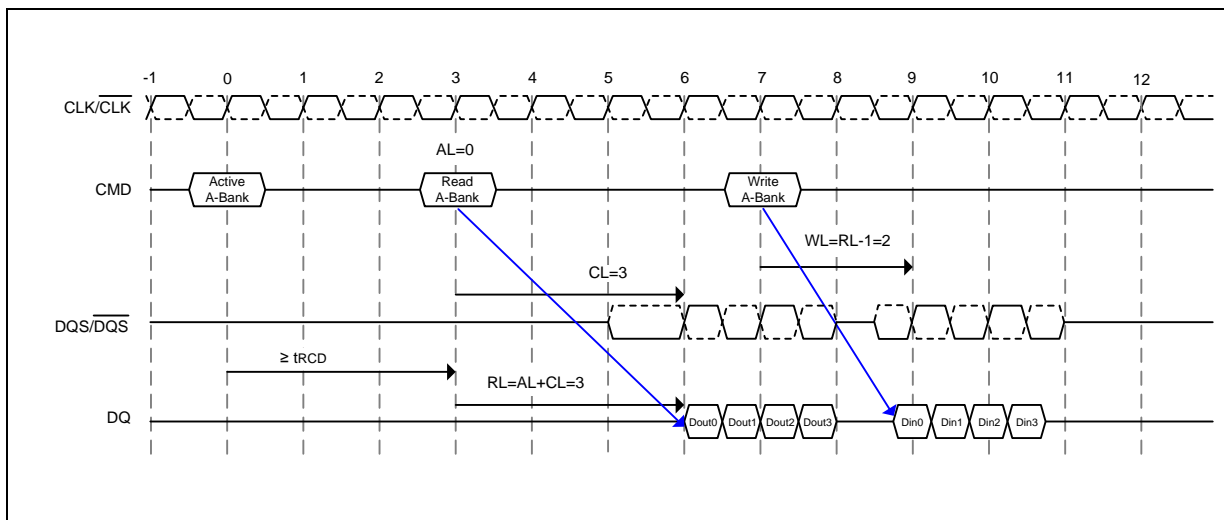 -1 0 1 2 3 4 5 6 7 8 9 10 11 12
CLK/CLK
AL=0
CMD
Active
A-Bank
Read
A-Bank
Write
A-Bank
WL=RL-1=2
CL=3
DQS/DQS
≥ tRCD
RL=AL+CL=3
DQ
Dout0 Dout1 Dout2 Dout3 Din0 Din1 Din2 Din3